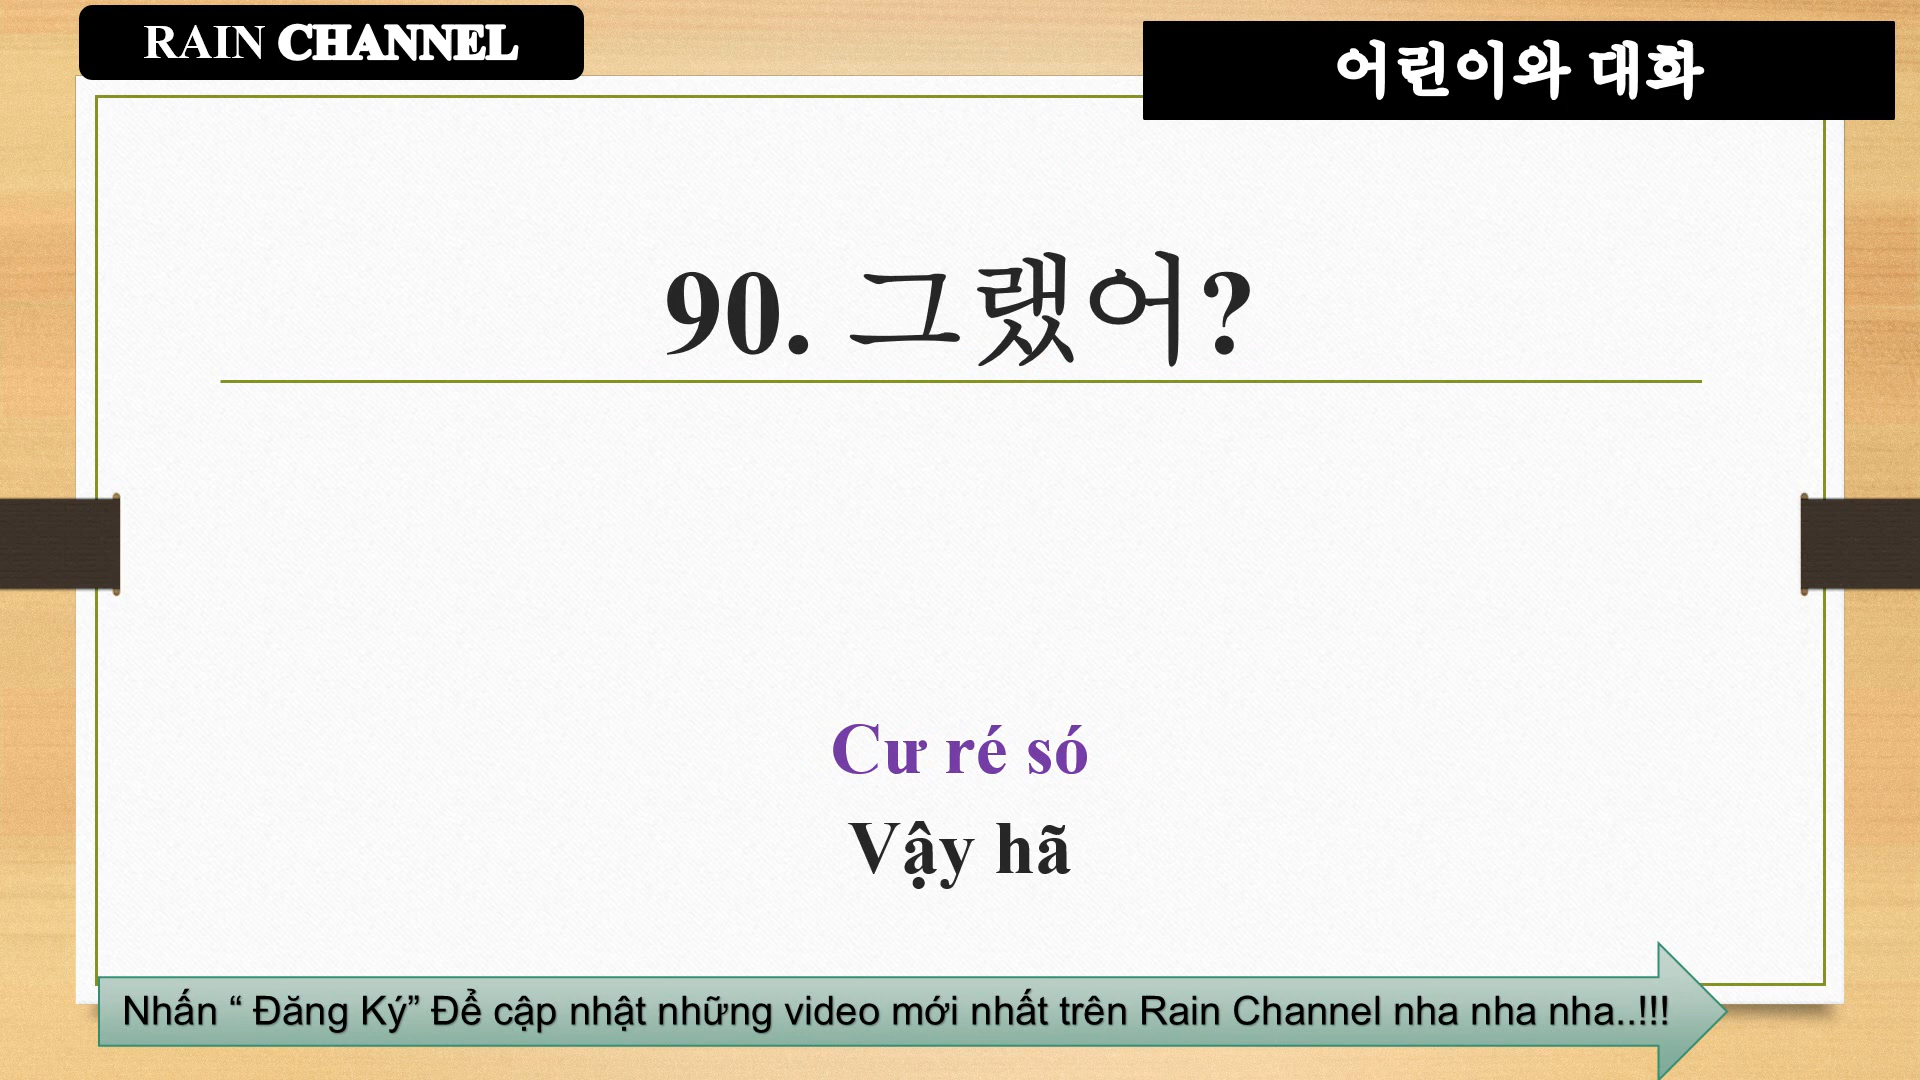 RAIN CHANNEL
어린이와 대화
90. 그랬어?
Cư ré só
Vậy hã
Nhấn “ Đăng Ký” Để cập nhật những video mới nhất trên Rain Channel nha nha nha..!!!